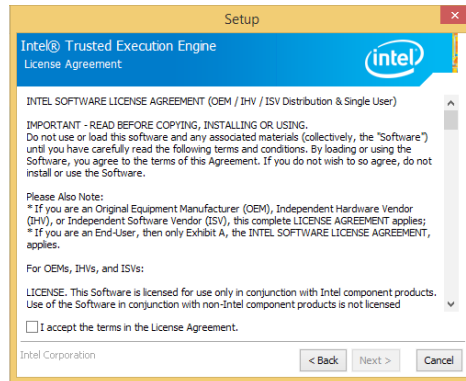 Setup
Intel® Trusted Execution Engine
License Agreement
intel
INTEL SOFTWARE LICENSE AGREEMENT (OEM / IHV / ISV Distribution & Single User)
IMPORTANT - READ BEFORE COPYING, INSTALLING OR USING.
Do not use or load this software and any associated materials (collectively, the "Software")
until you have carefully read the following terms and conditions. By loading or using the
Software, you agree to the terms of this Agreement. If you do not wish to so agree, do not
install or use the Software.
Please Also Note:
* If you are an Original Equipment Manufacturer (OEM), Independent Hardware Vendor
(IHV), or Independent Software Vendor (ISV), this complete LICENSE AGREEMENT applies;
* If you are an End-User, then only Exhibit A, the INTEL SOFTWARE LICENSE AGREEMENT,
applies.
For OEMs, IHVs, and ISVs:
LICENSE. This Software is licensed for use only in conjunction with Intel component products.
Use of the Software in conjunction with non-Intel component products is not licensed
I accept the terms in the License Agreement.
Intel Corporation
< Back
Next >
Cancel